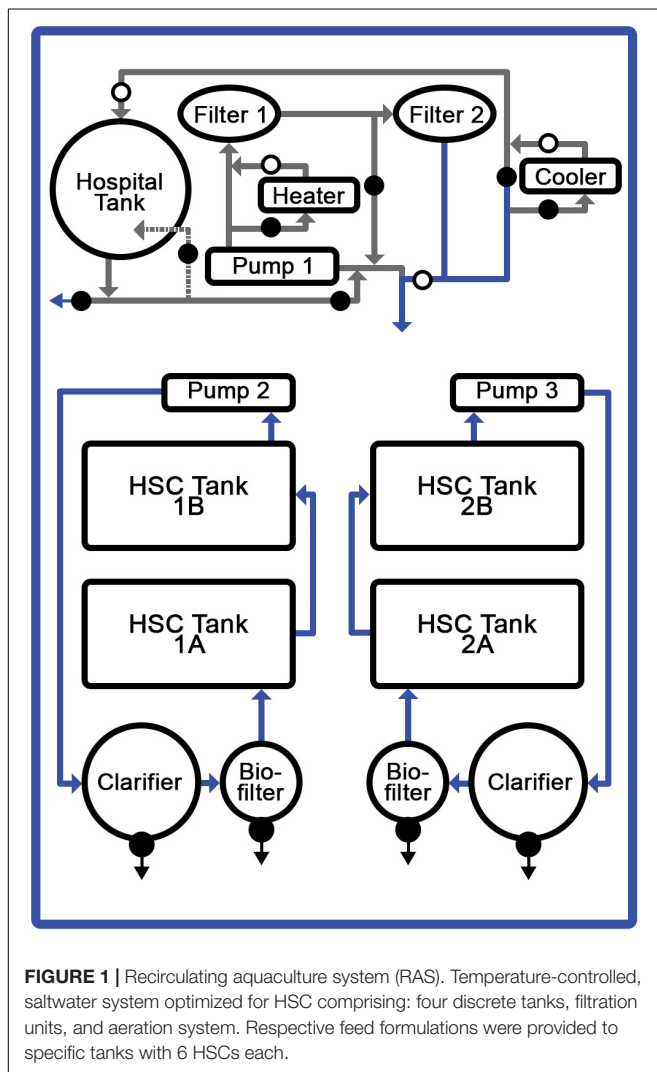 Filter 1
Filter 2
Hospital
Tank
Heater
Cooler
Pump 1
Pump 2
Pump 3
HSC Tank
1B
HSC Tank
2B
HSC Tank
1A
HSC Tank
2A
Clarifier
Bio-
filter
Bio-
filter
Clarifier
FIGURE 1 | Recirculating aquaculture system (RAS). Temperature-controlled,
saltwater system optimized for HSC comprising: four discrete tanks, filtration
units, and aeration system. Respective feed formulations were provided to
specific tanks with 6 HSCs each.